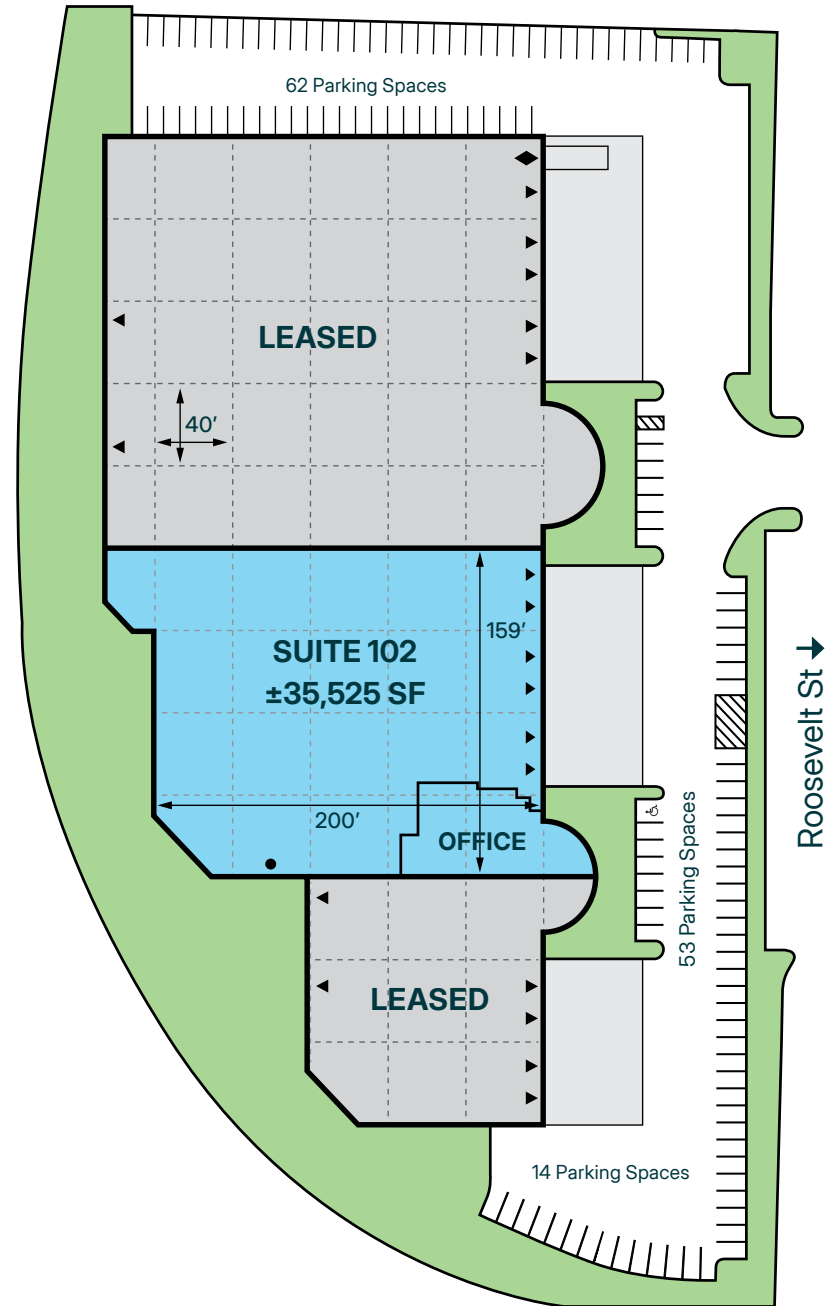 62 Parking Spaces
LEASED
40’
159’
SUITE 102
±35,525 SF
200’
OFFICE
53 Parking Spaces
Roosevelt St
LEASED
14 Parking Spaces